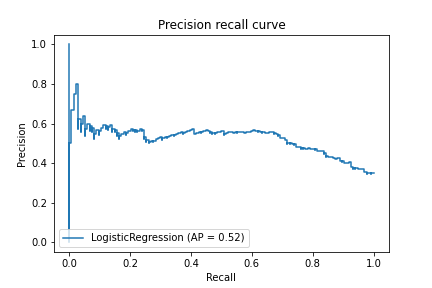 Precision recall curve
Precision
1.0
0.8
0.6
0.4
0.2
0.0
LogisticRegression (AP = 0.52)
0.0 0.2 0.4 0.6 0.8 1.0
Recall